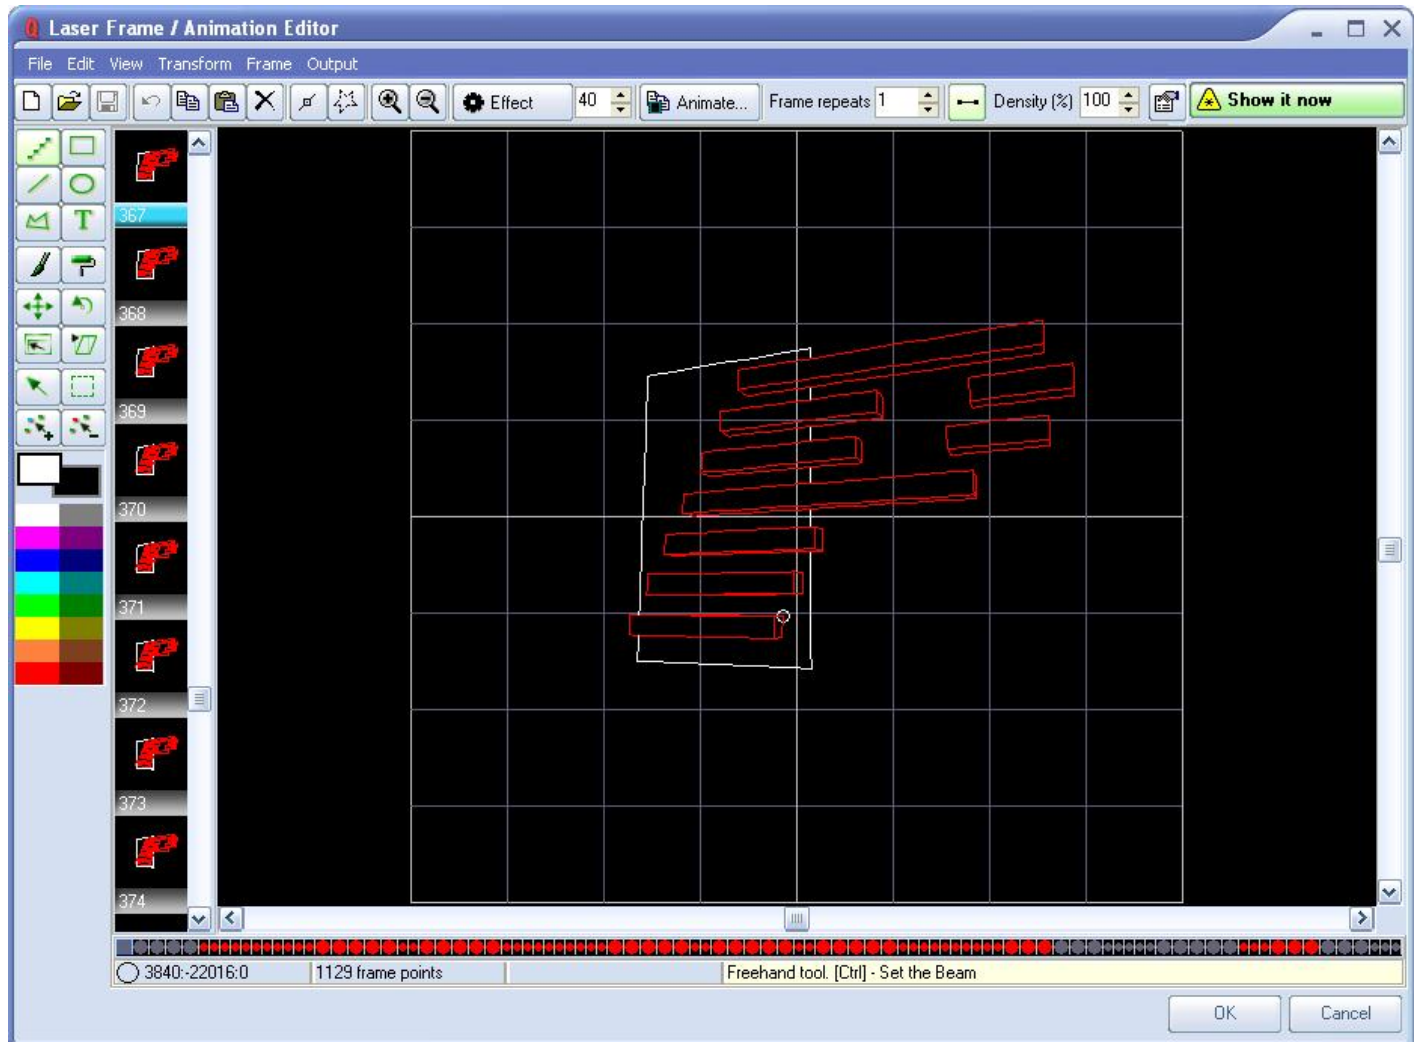 Laser Frame / Animation Editor
File Edit View Transform Frame Output
Effect 40 Animate... Frame repeats 1 Density (%) 100 Show it now
T
367
368
369
370
371
372
373
374
3840:-22016:0 1129 frame points Freehand tool. [Ctrl] - Set the Beam
OK Cancel